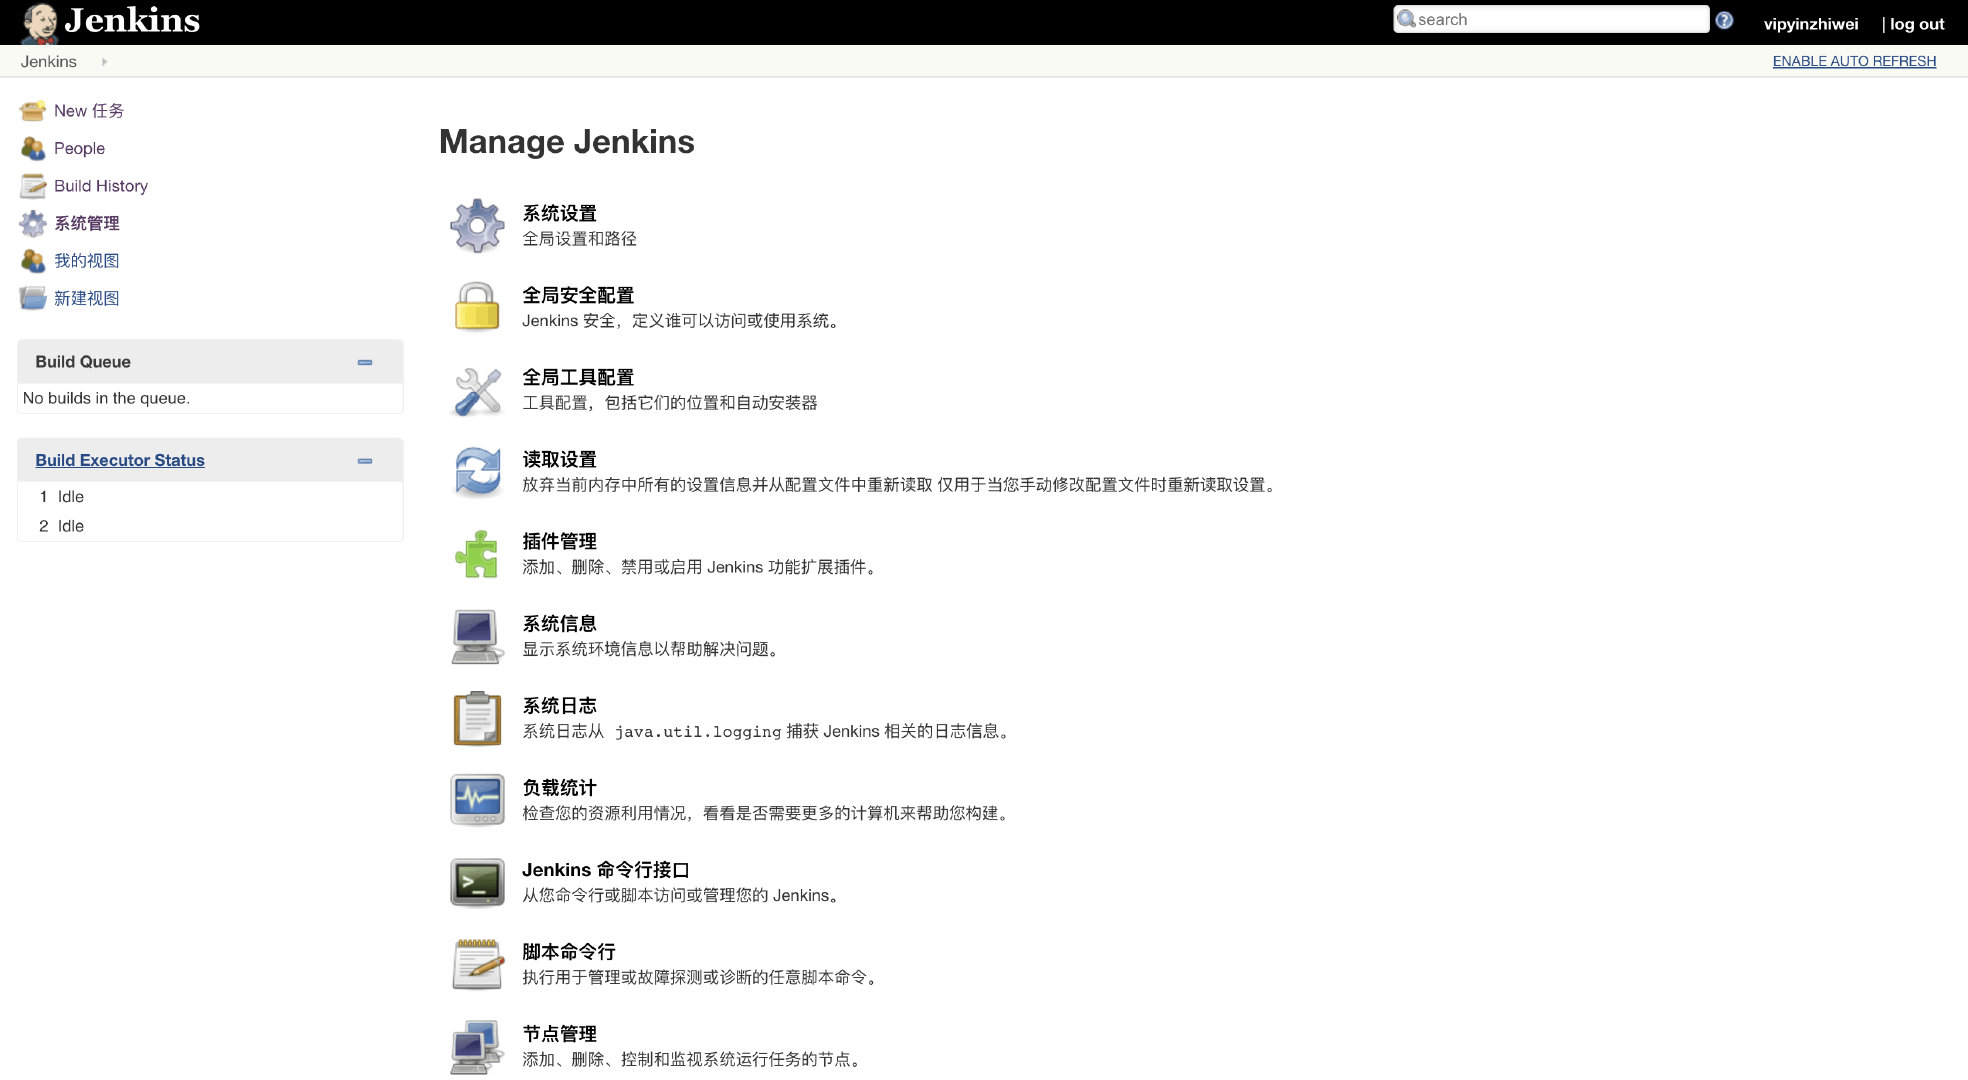 Jenkins
search
vipyinzhiwei
| log out
Jenkins
ENABLE AUTO REFRESH
New 任务
People
Build History
系统管理
我的视图
新建视图
Build Queue
No builds in the queue.
Build Executor Status
1 Idle
2 Idle
Manage Jenkins
系统设置
全局设置和路径
全局安全配置
Jenkins 安全，定义谁可以访问或使用系统。
全局工具配置
工具配置，包括它们的位置和自动安装器
读取设置
放弃当前内存中所有的设置信息并从配置文件中重新读取 仅用于当您手动修改配置文件时重新读取设置。
插件管理
添加、删除、禁用或启用 Jenkins 功能扩展插件。
系统信息
显示系统环境信息以帮助解决问题。
系统日志
系统日志从 java.util.logging 捕获 Jenkins 相关的日志信息。
负载统计
检查您的资源利用情况，看看是否需要更多的计算机来帮助您构建。
Jenkins 命令行接口
从您命令行或脚本访问或管理您的 Jenkins。
脚本命令行
执行用于管理或故障探测或诊断的任意脚本命令。
节点管理
添加、删除、控制和监视系统运行任务的节点。